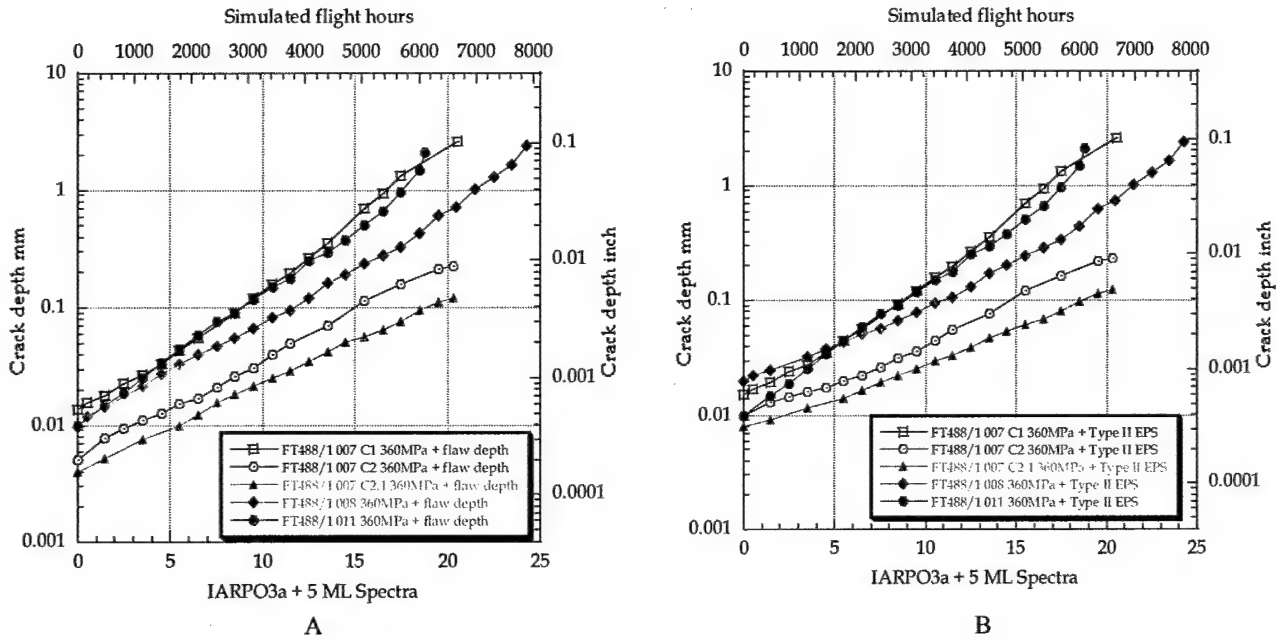 Simulated flight hours
0 1000 2000 3000 4000 5000 6000 7000 8000
10
1
0.1
0.01
0.001
Crack depth mm
0.1
0.01
0.001
0.0001
Crack depth inch
FT488/1 007 C1 360MPa + flaw depth
FT488/1 007 C2 360MPa + flaw depth
FT488/1 007 C2.1 360MPa + flaw depth
FT488/1 008 360MPa + flaw depth
FT488/1 011 360MPa + flaw depth
0 5 10 15 20 25
IARPO3a + 5 ML Spectra
A
Simulated flight hours
0 1000 2000 3000 4000 5000 6000 7000 8000
10
1
0.1
0.01
0.001
Crack depth mm
0.1
0.01
0.001
0.0001
Crack depth inch
FT488/1 007 C1 360MPa + Type II EPS
FT488/1 007 C2 360MPa + Type II EPS
FT488/1 007 C2 1 360MPa + Type II EPS
FT488/1 008 360MPa + Type II EPS
FT488/1 011 360MPa + Type II EPS
0 5 10 15 20 25
IARPO3a + 5 ML Spectra
B